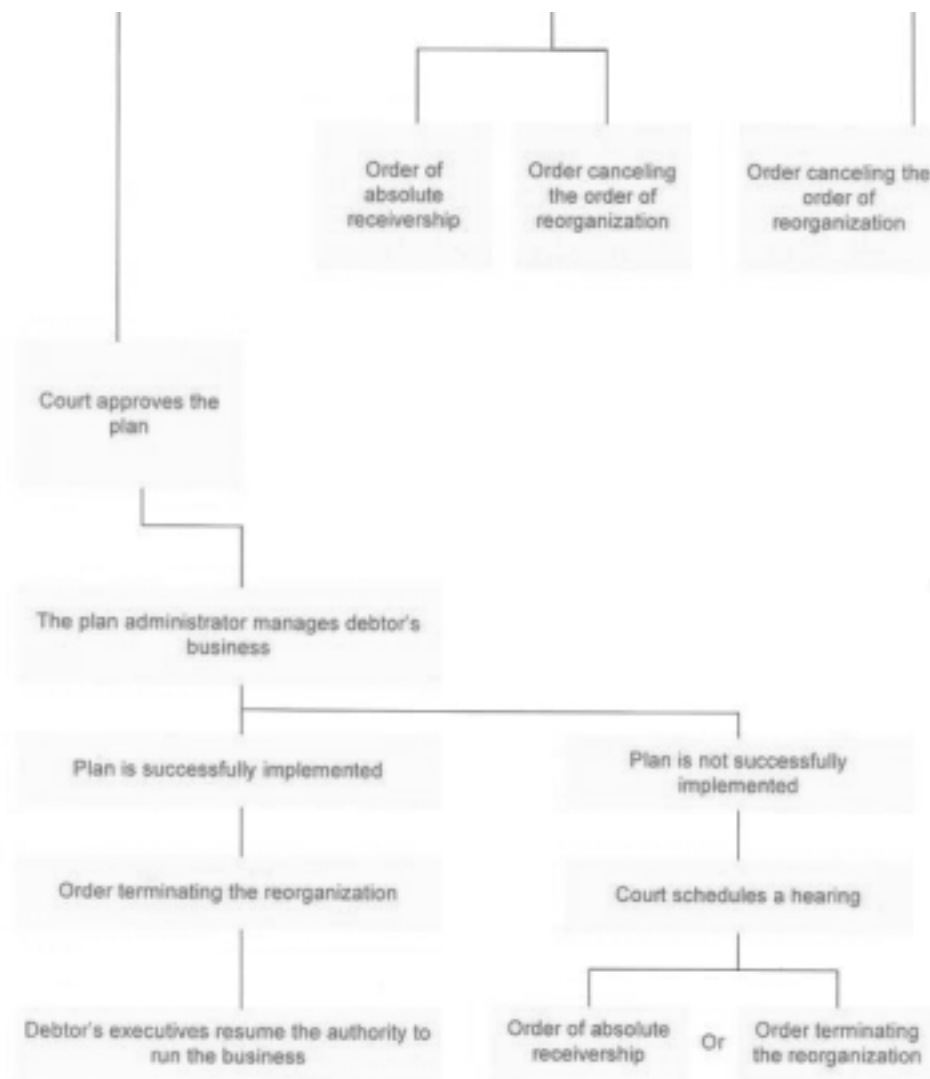 Order of
absolute
receivership
Order canceling
the order of
reorganization
Order canceling the
order of
reorganization
Court approves the
plan
The plan administrator manages debtor's
business
Plan is successfully implemented
Plan is not successfully
implemented
Order terminating the reorganization
Court schedules a hearing
Debtor's executives resume the authority to
run the business
Order of absolute
receivership
Or
Order terminating
the reorganization